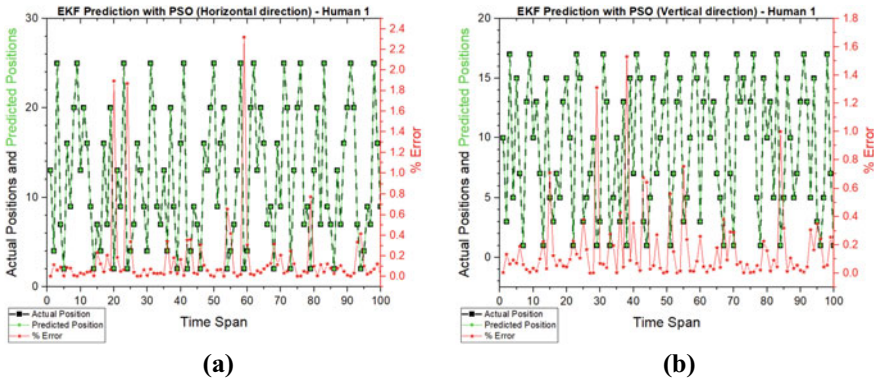 EKF Prediction with PSO (Horizontal direction) - Human 1
Actual Positions and Predicted Positions
30
20
10
0
2.4
2.2
2.0
1.8
1.6
1.4
1.2
1.0
0.8
0.6
0.4
0.2
0.0
% Error
0 20 40 60 80 100
Time Span
Actual Position
Predicted Position
% Error
(a)
EKF Prediction with PSO (Vertical direction) - Human 1
Actual Positions and Predicted Positions
20
15
10
5
0
1.8
1.6
1.4
1.2
1.0
0.8
0.6
0.4
0.2
0.0
% Error
0 10 20 30 40 50 60 70 80 90 100
Time Span
Actual Position
Predicted Position
% Error
(b)